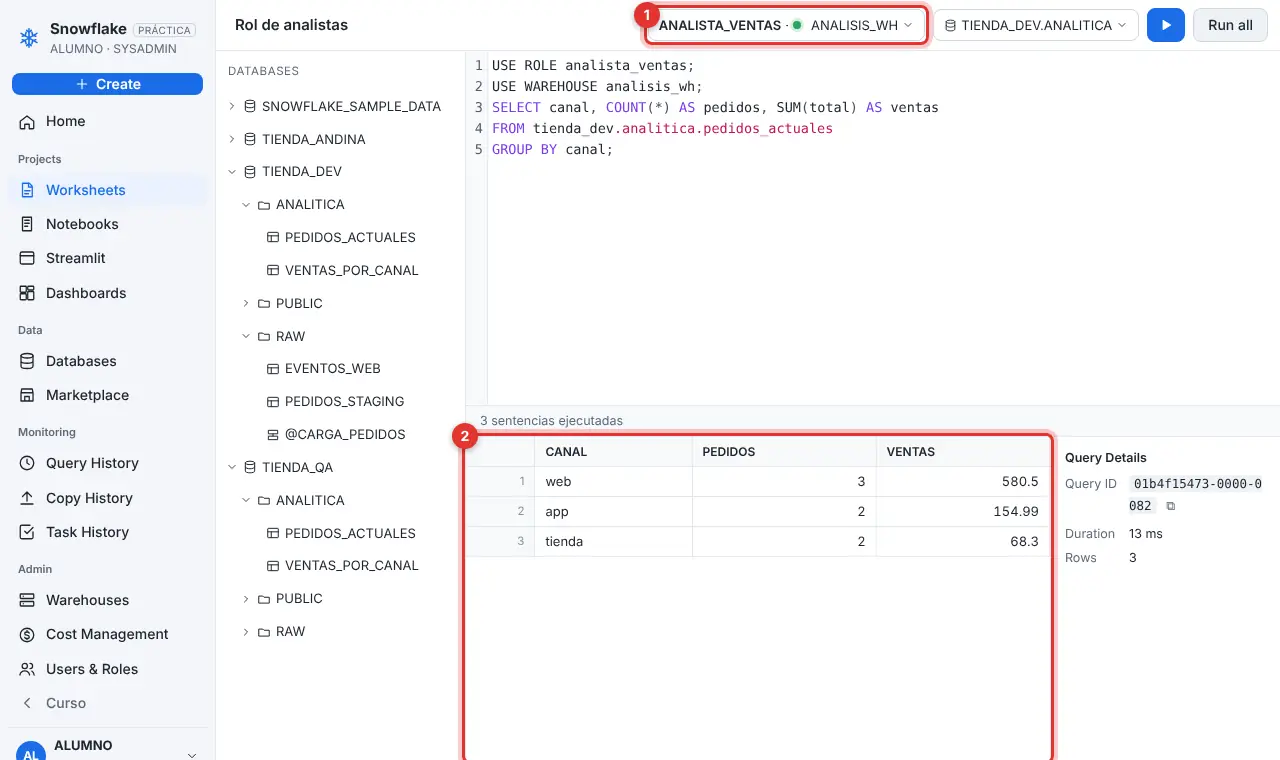 Snowflake PRÁCTICA
ALUMNO · SYSADMIN
+ Create
Home
Projects
Worksheets
Notebooks
Streamlit
Dashboards
Data
Databases
Marketplace
Monitoring
Query History
Copy History
Task History
Admin
Warehouses
Cost Management
Users & Roles
Curso
AL
ALUMNO
Rol de analistas
1
ANALISTA_VENTAS · ANALISIS_WH
TIENDA_DEV.ANALITICA
Run all
DATABASES
SNOWFLAKE_SAMPLE_DATA
TIENDA_ANDINA
TIENDA_DEV
ANALITICA
PEDIDOS_ACTUALES
VENTAS_POR_CANAL
PUBLIC
RAW
EVENTOS_WEB
PEDIDOS_STAGING
@CARGA_PEDIDOS
TIENDA_QA
ANALITICA
PEDIDOS_ACTUALES
VENTAS_POR_CANAL
PUBLIC
RAW
1 USE ROLE analista_ventas;
2 USE WAREHOUSE analisis_wh;
3 SELECT canal, COUNT(*) AS pedidos, SUM(total) AS ventas
4 FROM tienda_dev.analitica.pedidos_actuales
5 GROUP BY canal;
3 sentencias ejecutadas
2
CANAL PEDIDOS VENTAS
1 web 3 580.5
2 app 2 154.99
3 tienda 2 68.3
Query Details
Query ID 01b4f15473-0000-0
082
Duration 13 ms
Rows 3